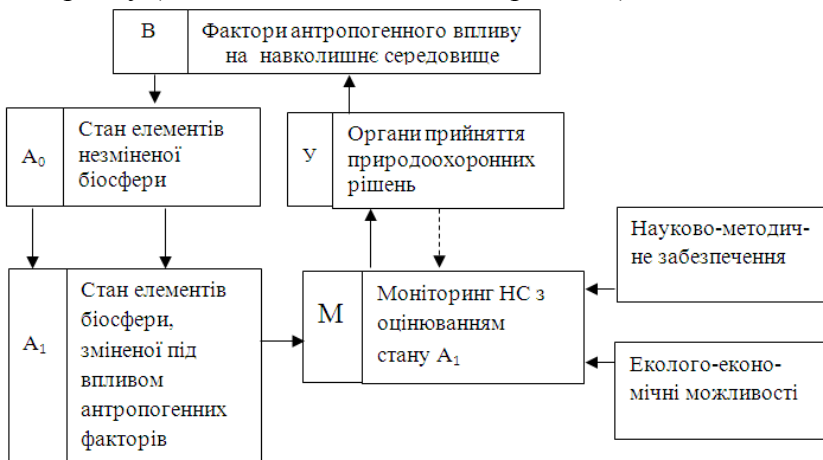 В
Фактори антропогенного впливу
на навколишнє середовище
А0
Стан елементів
незміненої
біосфери
У
Органи прийняття
природоохоронних
рішень
Науково-методич-
не забезпечення
А1
Стан елементів
біосфери,
зміненої під
впливом
антропогенних
факторів
М
Моніторинг НС з
оцінюванням
стану А1
Еколого-еконо-
мічні можливості